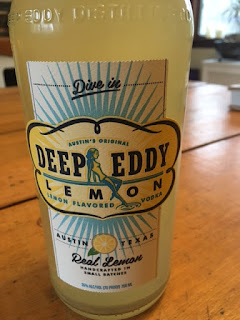 EDDY DISTILL
Dive in
AUSTIN'S ORIGINAL
DEEP EDDY
LEMON
LEMON FLAVORED VODKA
AUSTIN TEXAS
Real Lemon
HANDCRAFTED IN
SMALL BATCHES